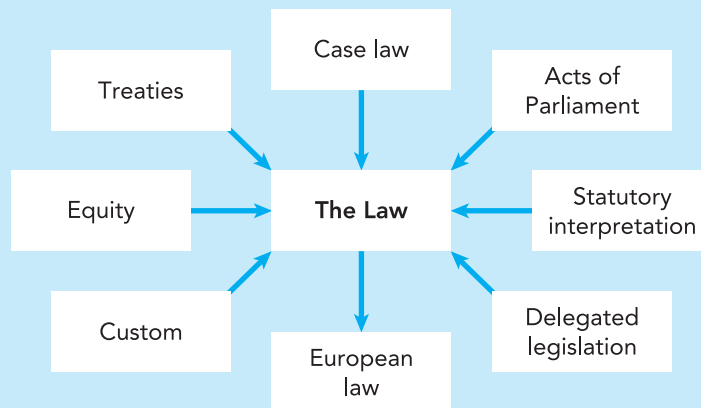 Case law
Treaties
Acts of
Parliament
Equity
The Law
Statutory
interpretation
Custom
European
law
Delegated
legislation